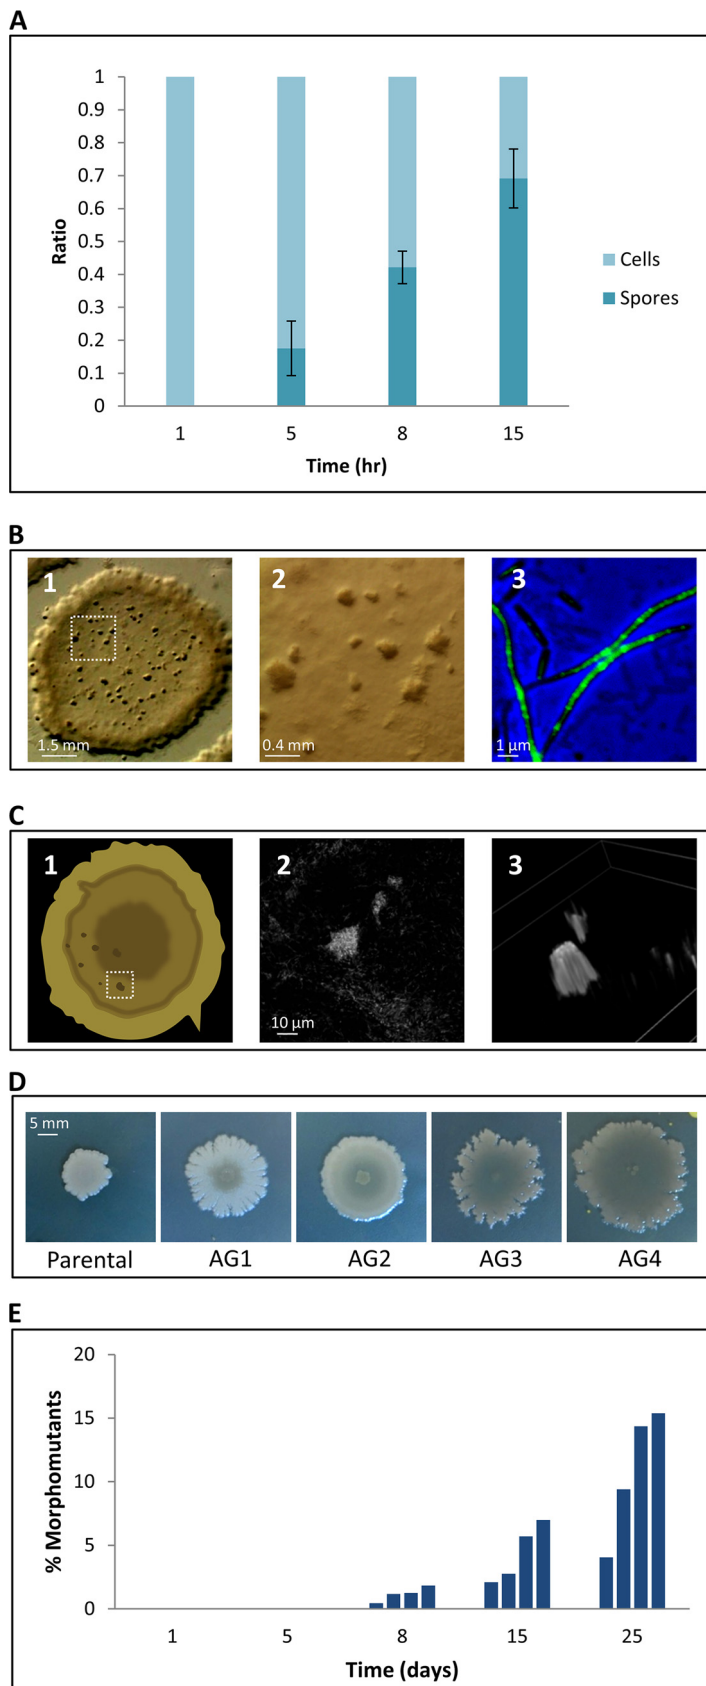 A
1
0.9
0.8
0.7
0.6
0.5
0.4
0.3
0.2
0.1
0
Ratio
1 5 8 15
Time (hr)
Cells
Spores
B
1 2 3
1.5 mm 0.4 mm 1 µm
C
1 2 3
10 µm
D
5 mm
Parental AG1 AG2 AG3 AG4
E
20
15
10
5
0
% Morphomutants
1 5 8 15 25
Time (days)